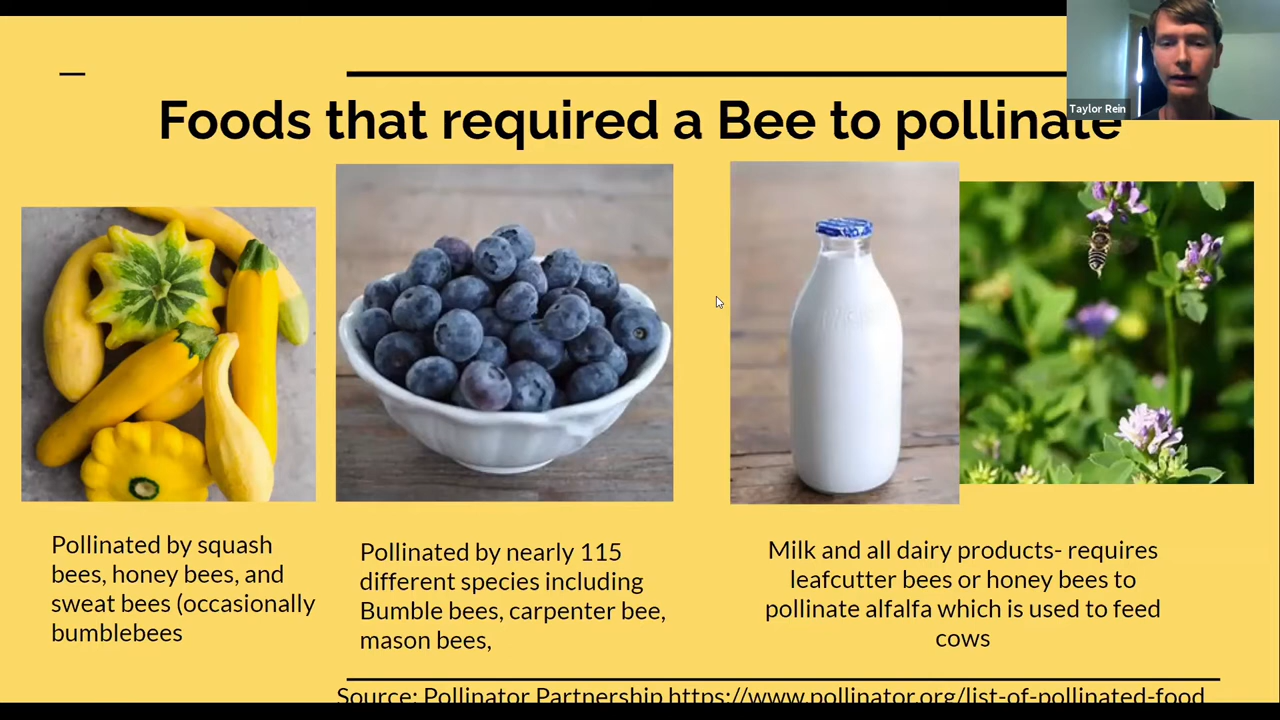 Taylor Rein
Foods that required a Bee to pollinate
Pollinated by squash
bees, honey bees, and
sweat bees (occasionally
bumblebees
Pollinated by nearly 115
different species including
Bumble bees, carpenter bee,
mason bees,
Milk and all dairy products- requires
leafcutter bees or honey bees to
pollinate alfalfa which is used to feed
cows
Source: Pollinator Partnership https://www.pollinator.org/list-of-pollinated-food